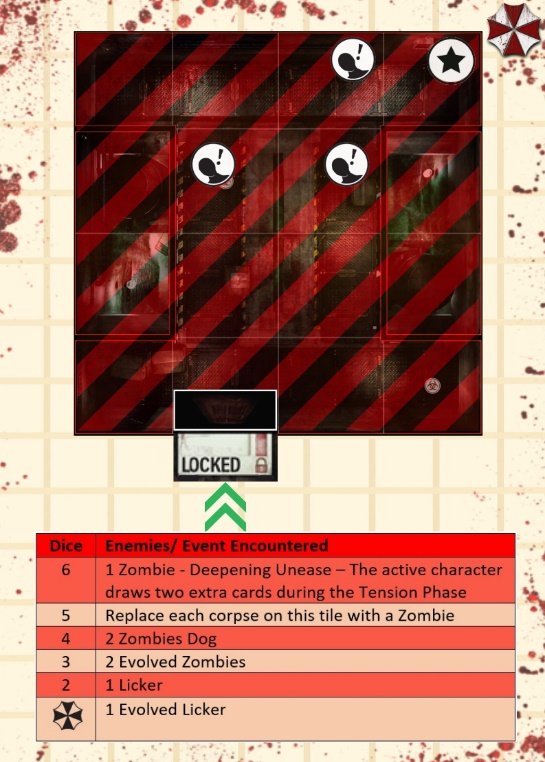 LOCKED
Dice Enemies/ Event Encountered
6 1 Zombie - Deepening Unease – The active character
draws two extra cards during the Tension Phase
5 Replace each corpse on this tile with a Zombie
4 2 Zombies Dog
3 2 Evolved Zombies
2 1 Licker
1 Evolved Licker